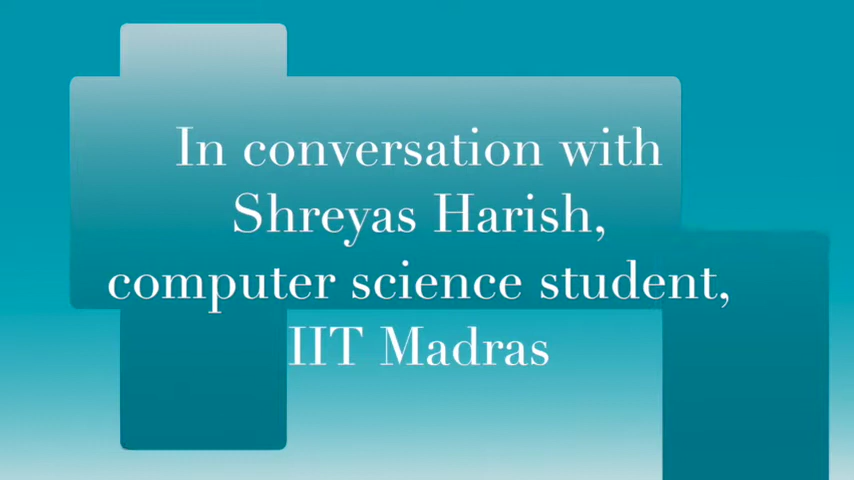 In conversation with
Shreyas Harish,
computer science student,
IIT Madras